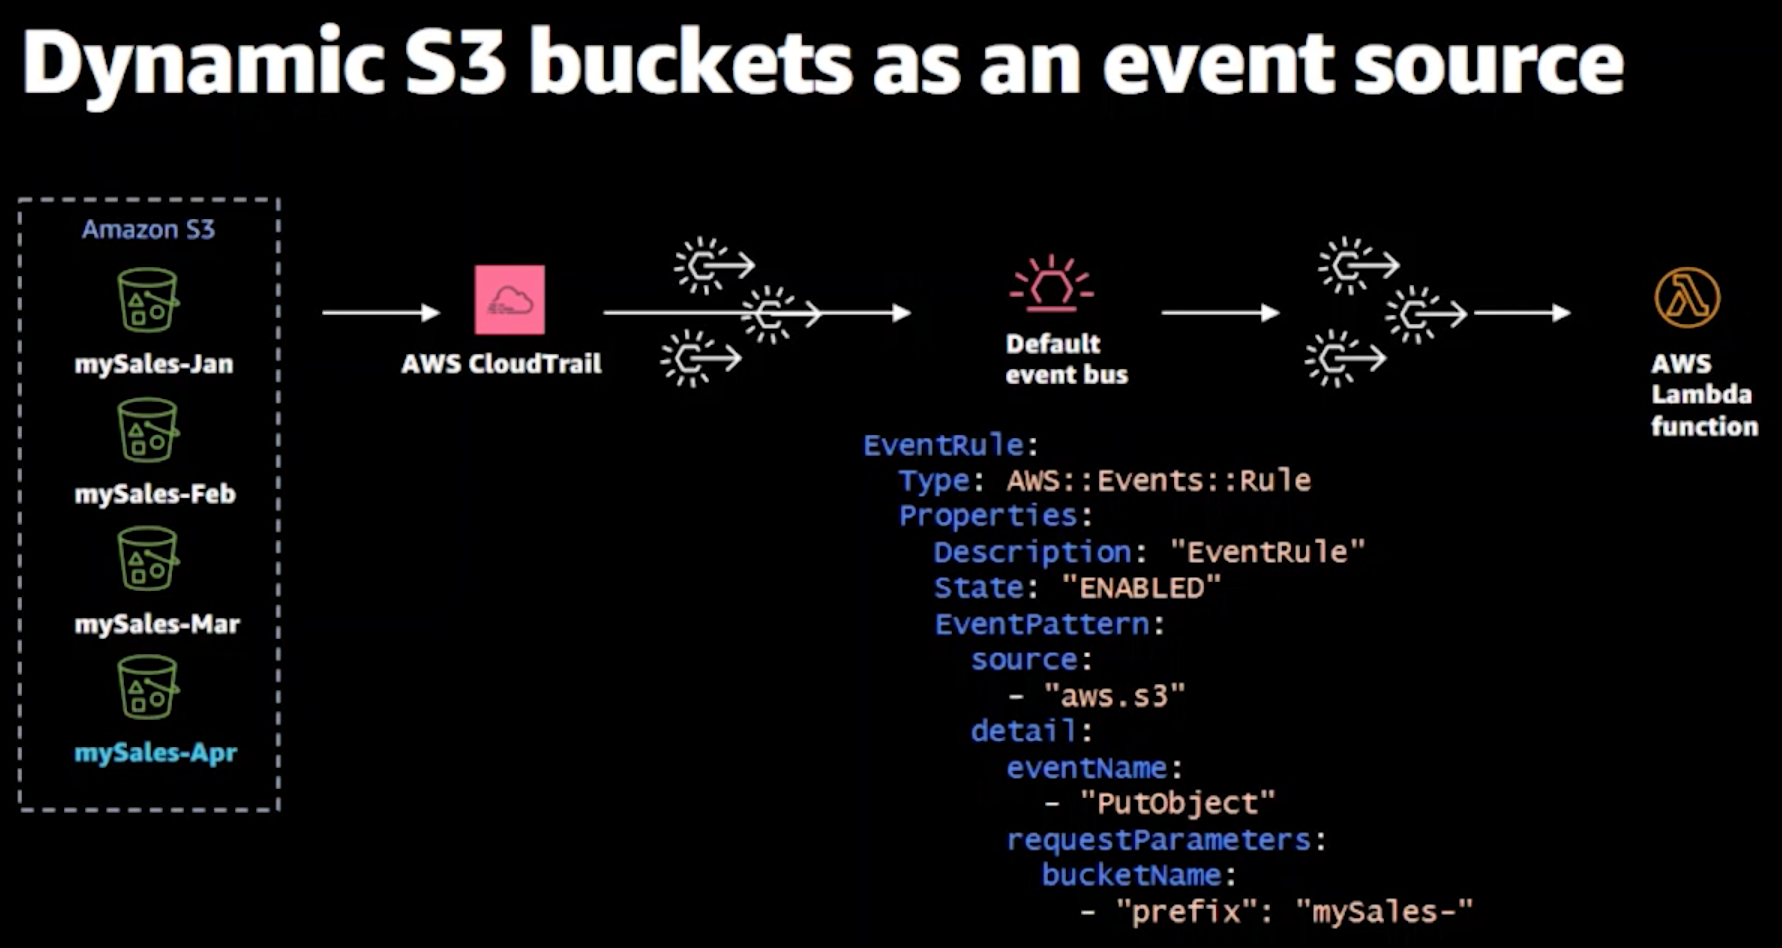 Dynamic S3 buckets as an event source
Amazon S3
mySales-Jan
mySales-Feb
mySales-Mar
mySales-Apr
AWS CloudTrail
Default
event bus
AWS
Lambda
function
EventRule:
  Type: AWS::Events::Rule
  Properties:
    Description: "EventRule"
    State: "ENABLED"
    EventPattern:
      source:
        - "aws.s3"
      detail:
        eventName:
          - "PutObject"
        requestParameters:
          bucketName:
            - "prefix": "mySales-"